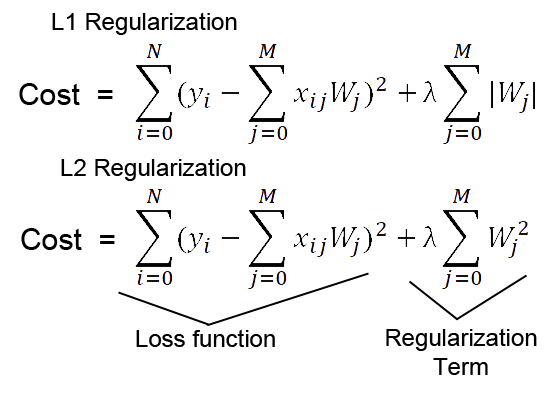 L1 Regularization
Cost = \sum_{i=0}^{N} (y_i - \sum_{j=0}^{M} x_{ij} W_j)^2 + \lambda \sum_{j=0}^{M} |W_j|
L2 Regularization
Cost = \sum_{i=0}^{N} (y_i - \sum_{j=0}^{M} x_{ij} W_j)^2 + \lambda \sum_{j=0}^{M} W_j^2
Loss function
Regularization
Term